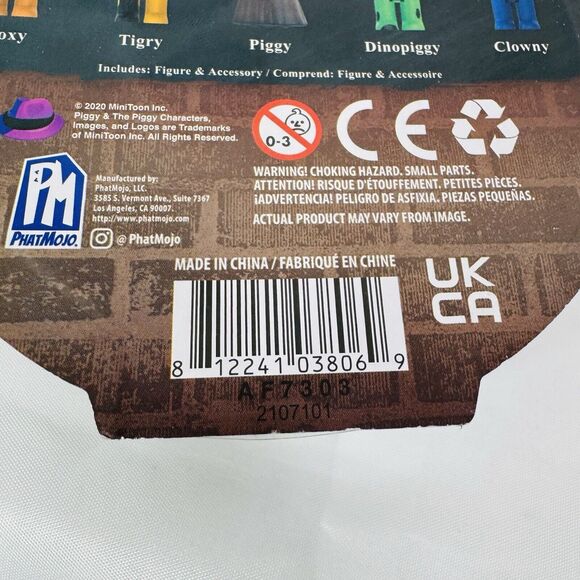 oxy
Tigry
Piggy
Dinopiggy
Clowny
Includes: Figure & Accessory / Comprend: Figure & Accessoire
© 2020 MiniToon Inc.
Piggy & The Piggy Characters,
Images, and Logos are Trademarks
of MiniToon Inc. All Rights Reserved.
0-3
CE
WARNING! CHOKING HAZARD. SMALL PARTS.
ATTENTION! RISQUE D'ÉTOUFFEMENT. PETITES PIÈCES.
¡ADVERTENCIA! PELIGRO DE ASFIXIA. PIEZAS PEQUEÑAS.
ACTUAL PRODUCT MAY VARY FROM IMAGE.
PM
PHATMOJO
Manufactured by:
PhatMojo, LLC.
3585 S. Vermont Ave., Suite 7367
Los Angeles, CA 90007.
http://www.phatmojo.com
@ PhatMojo
MADE IN CHINA / FABRIQUÉ EN CHINE
UK
CA
8 12241 03806 9
AF7303
2107101